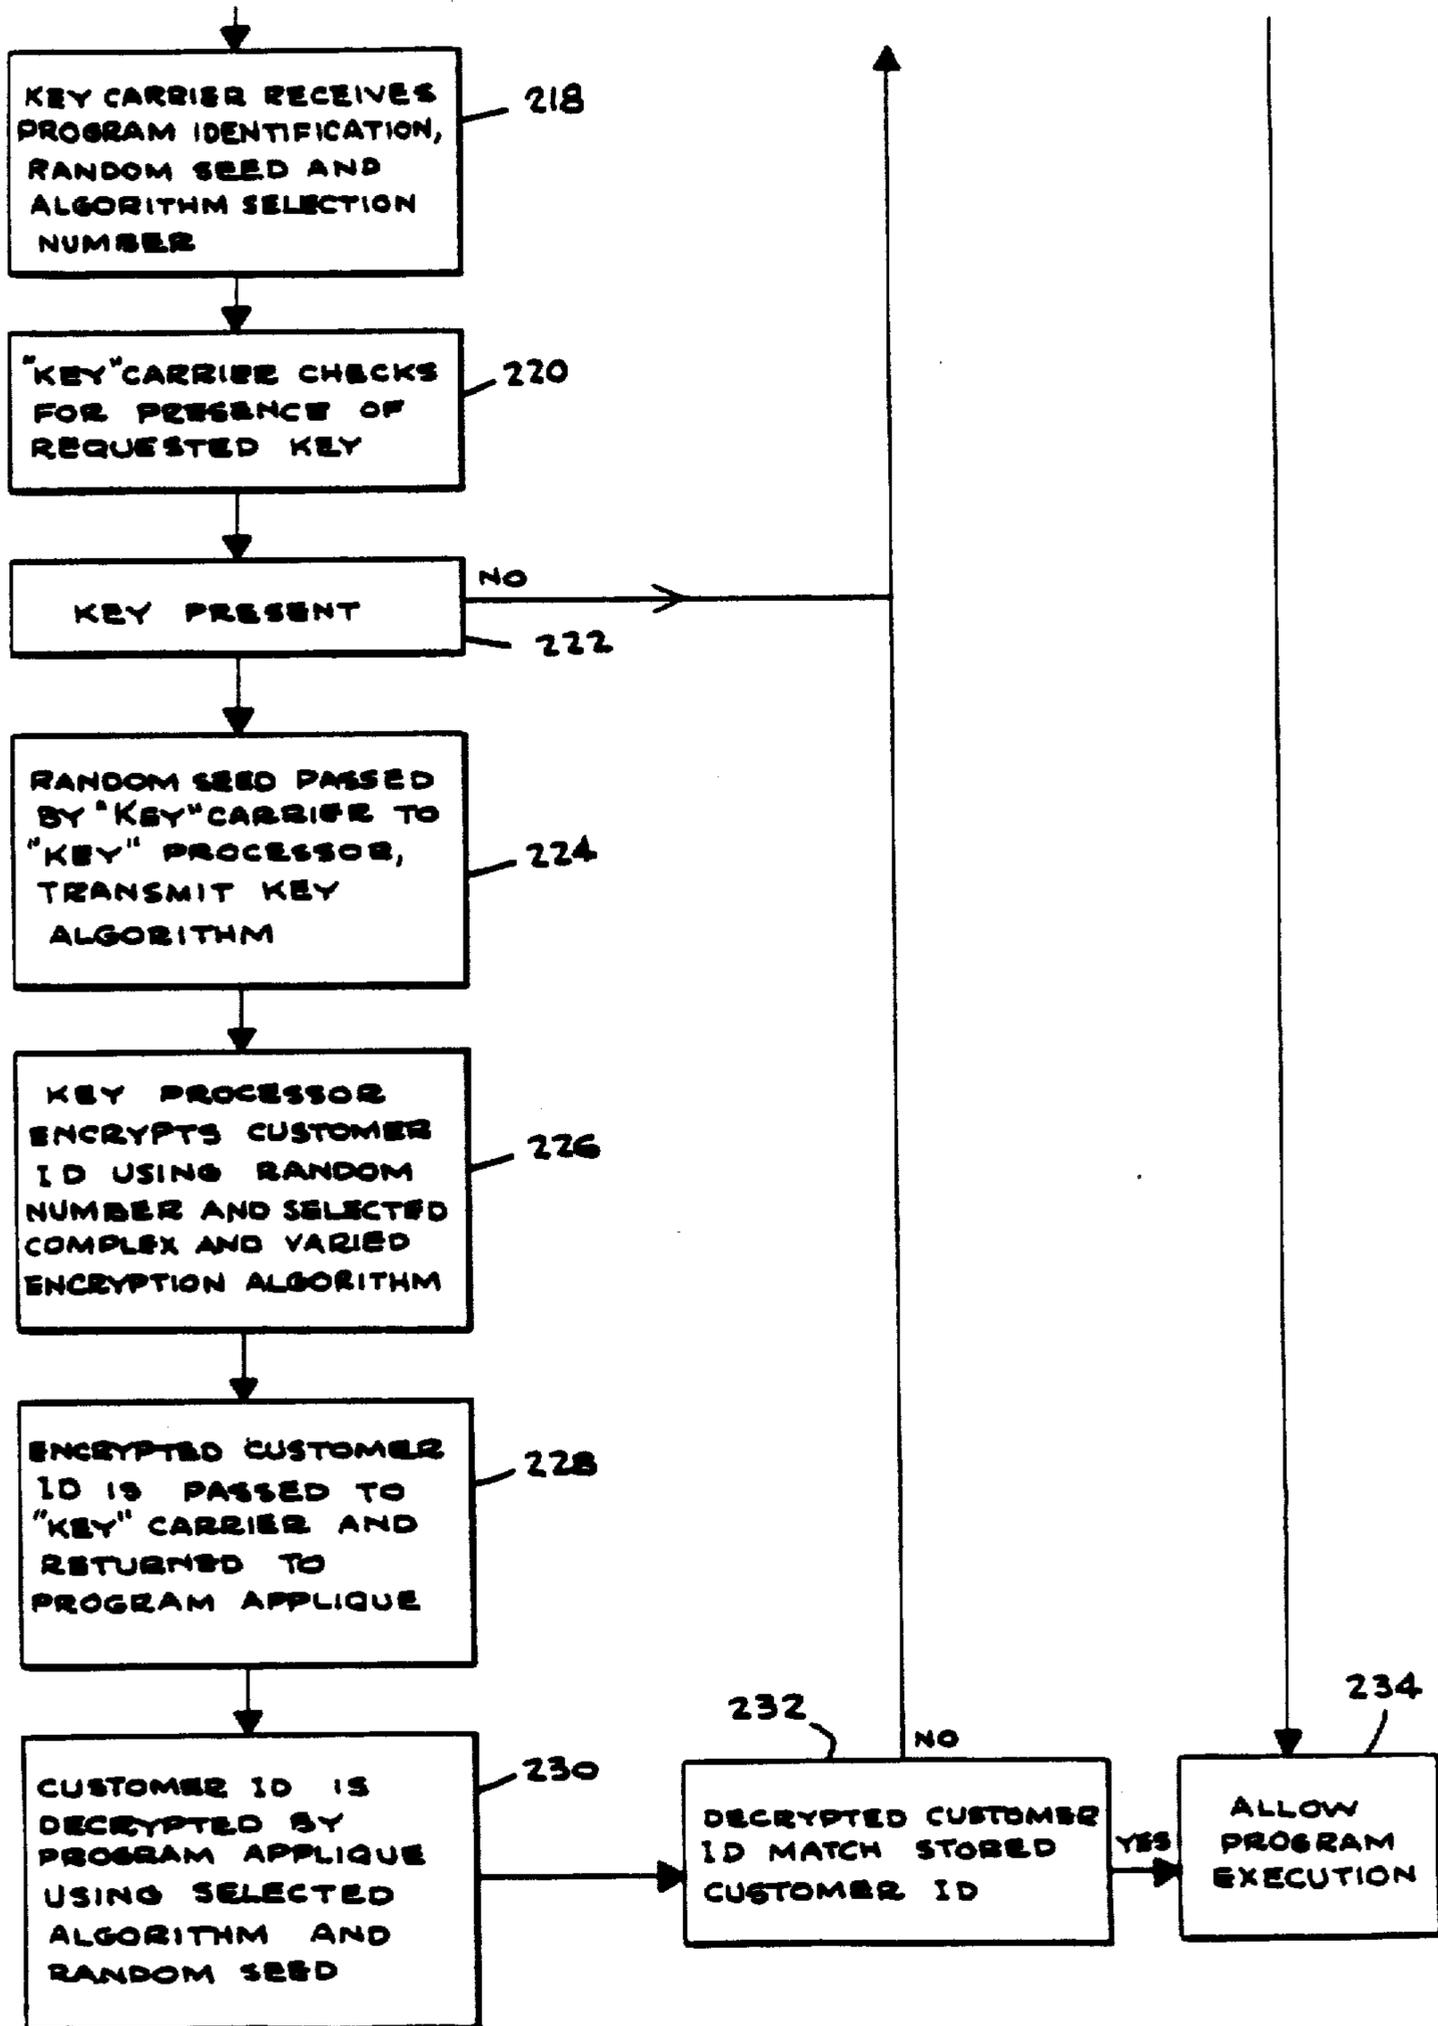 KEY CARRIER RECEIVES
PROGRAM IDENTIFICATION,
RANDOM SEED AND
ALGORITHM SELECTION
NUMBER
218
"KEY" CARRIER CHECKS
FOR PRESENCE OF
REQUESTED KEY
220
KEY PRESENT
NO
222
RANDOM SEED PASSED
BY "KEY" CARRIER TO
"KEY" PROCESSOR,
TRANSMIT KEY
ALGORITHM
224
KEY PROCESSOR
ENCRYPTS CUSTOMER
ID USING RANDOM
NUMBER AND SELECTED
COMPLEX AND VARIED
ENCRYPTION ALGORITHM
226
ENCRYPTED CUSTOMER
ID IS PASSED TO
"KEY" CARRIER AND
RETURNED TO
PROGRAM APPLIQUE
228
CUSTOMER ID IS
DECRYPTED BY
PROGRAM APPLIQUE
USING SELECTED
ALGORITHM AND
RANDOM SEED
230
232
NO
DECRYPTED CUSTOMER
ID MATCH STORED
CUSTOMER ID
YES
234
ALLOW
PROGRAM
EXECUTION